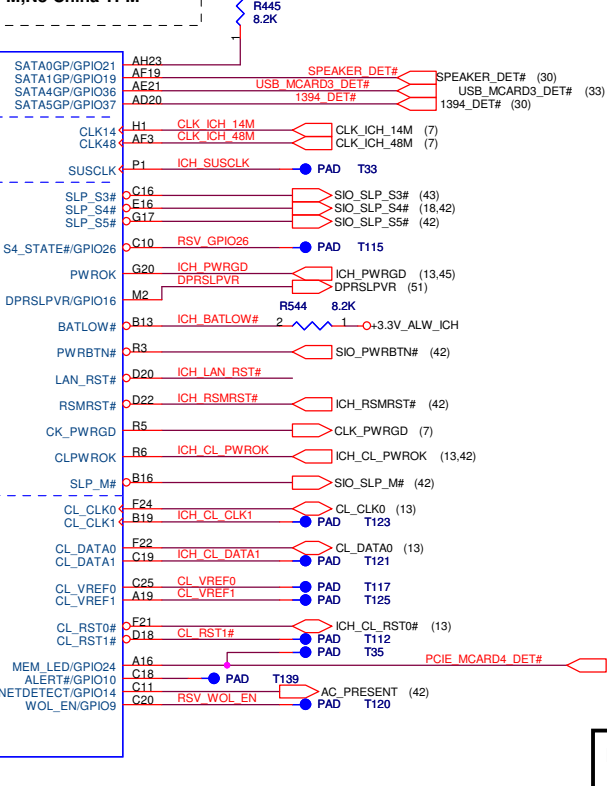 R445
8.2K
1
SATA0GP/GPIO21 AH23
SATA1GP/GPIO19 AF19 SPEAKER_DET# SPEAKER_DET# (30)
SATA4GP/GPIO36 AE21 USB_MCARD3_DET# USB_MCARD3_DET# (33)
SATA5GP/GPIO37 AD20 1394_DET# 1394_DET# (30)
CLK14 H1 CLK_ICH_14M CLK_ICH_14M (7)
CLK48 AF3 CLK_ICH_48M CLK_ICH_48M (7)
SUSCLK P1 ICH_SUSCLK PAD T33
SLP_S3# C16 SIO_SLP_S3# (43)
SLP_S4# E16 SIO_SLP_S4# (18,42)
SLP_S5# G17 SIO_SLP_S5# (42)
S4_STATE#/GPIO26 C10 RSV_GPIO26 PAD T115
PWROK G20 ICH_PWRGD ICH_PWRGD (13,45)
DPRSLPVR/GPIO16 M2 DPRSLPVR DPRSLPVR (51)
R544 8.2K
BATLOW# B13 ICH_BATLOW# 2 1 +3.3V_ALW_ICH
PWRBTN# R3 SIO_PWRBTN# (42)
LAN_RST# D20 ICH_LAN_RST#
RSMRST# D22 ICH_RSMRST# ICH_RSMRST# (42)
CK_PWRGD R5 CLK_PWRGD (7)
CLPWROK R6 ICH_CL_PWROK ICH_CL_PWROK (13,42)
SLP_M# B16 SIO_SLP_M# (42)
CL_CLK0 F24 CL_CLK0 (13)
CL_CLK1 B19 ICH_CL_CLK1 PAD T123
CL_DATA0 F22 CL_DATA0 (13)
CL_DATA1 C19 ICH_CL_DATA1 PAD T121
CL_VREF0 C25 CL_VREF0 PAD T117
CL_VREF1 A19 CL_VREF1 PAD T125
CL_RST0# F21 ICH_CL_RST0# (13)
CL_RST1# D18 CL_RST1# PAD T112
PAD T35
MEM_LED/GPIO24 A16 PCIE_MCARD4_DET#
ALERT#/GPIO10 C18 PAD T139
NETDETECT/GPIO14 C11 AC_PRESENT (42)
WOL_EN/GPIO9 C20 RSV_WOL_EN PAD T120